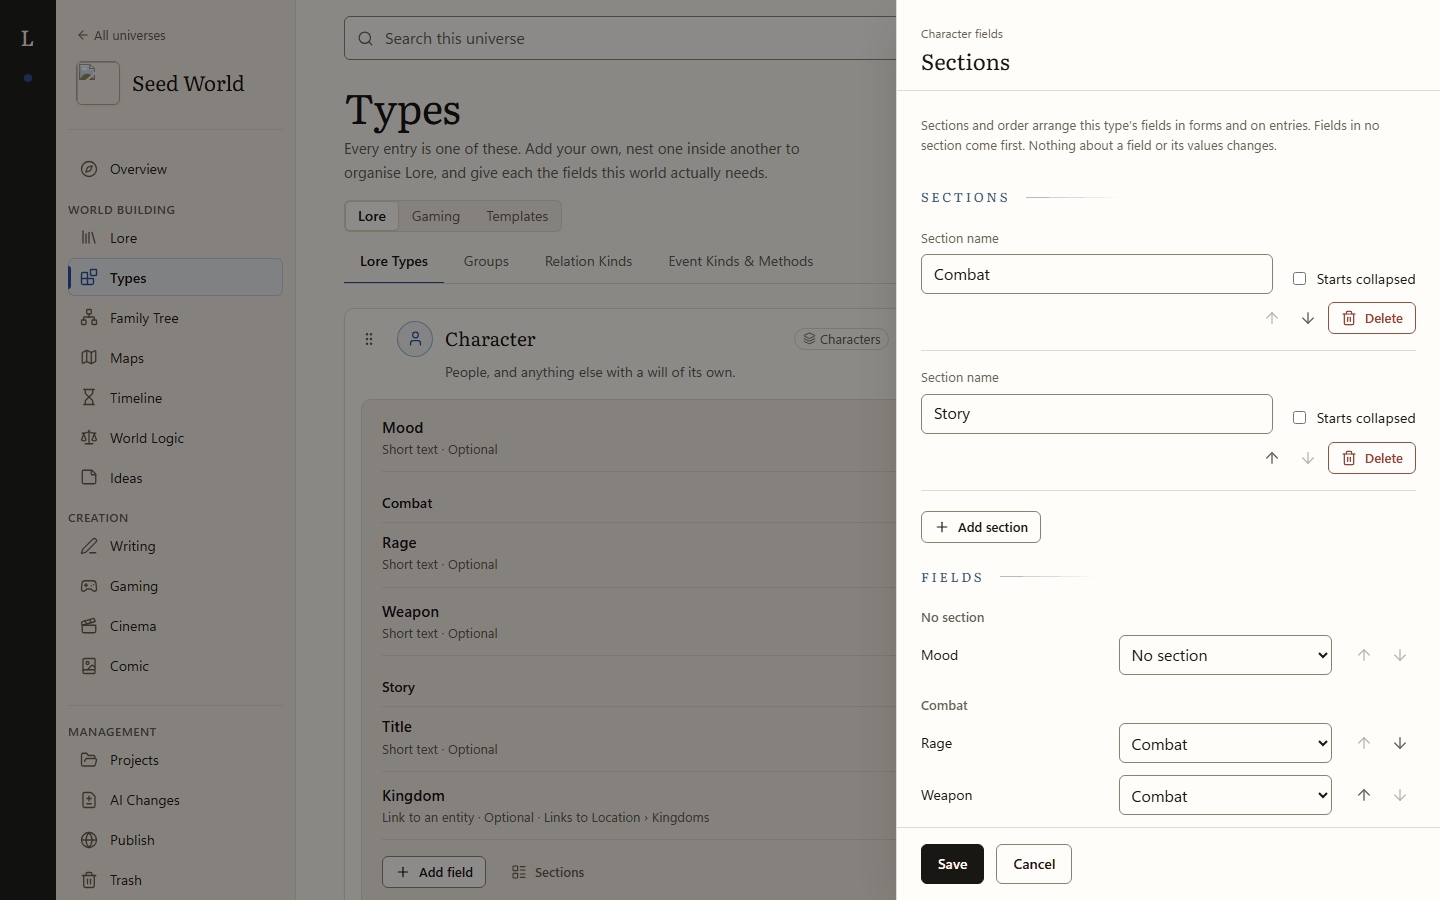 L
All universes
Seed World
Overview
WORLD BUILDING
Lore
Types
Family Tree
Maps
Timeline
World Logic
Ideas
CREATION
Writing
Gaming
Cinema
Comic
MANAGEMENT
Projects
AI Changes
Publish
Trash
Search this universe
Types
Every entry is one of these. Add your own, nest one inside another to
organise Lore, and give each the fields this world actually needs.
Lore Gaming Templates
Lore Types Groups Relation Kinds Event Kinds & Methods
Character Characters
People, and anything else with a will of its own.
Mood
Short text · Optional
Combat
Rage
Short text · Optional
Weapon
Short text · Optional
Story
Title
Short text · Optional
Kingdom
Link to an entity · Optional · Links to Location › Kingdoms
Add field Sections
Character fields
Sections
Sections and order arrange this type's fields in forms and on entries. Fields in no
section come first. Nothing about a field or its values changes.
SECTIONS
Section name
Combat Starts collapsed
Delete
Section name
Story Starts collapsed
Delete
Add section
FIELDS
No section
Mood No section
Combat
Rage Combat
Weapon Combat
Save Cancel